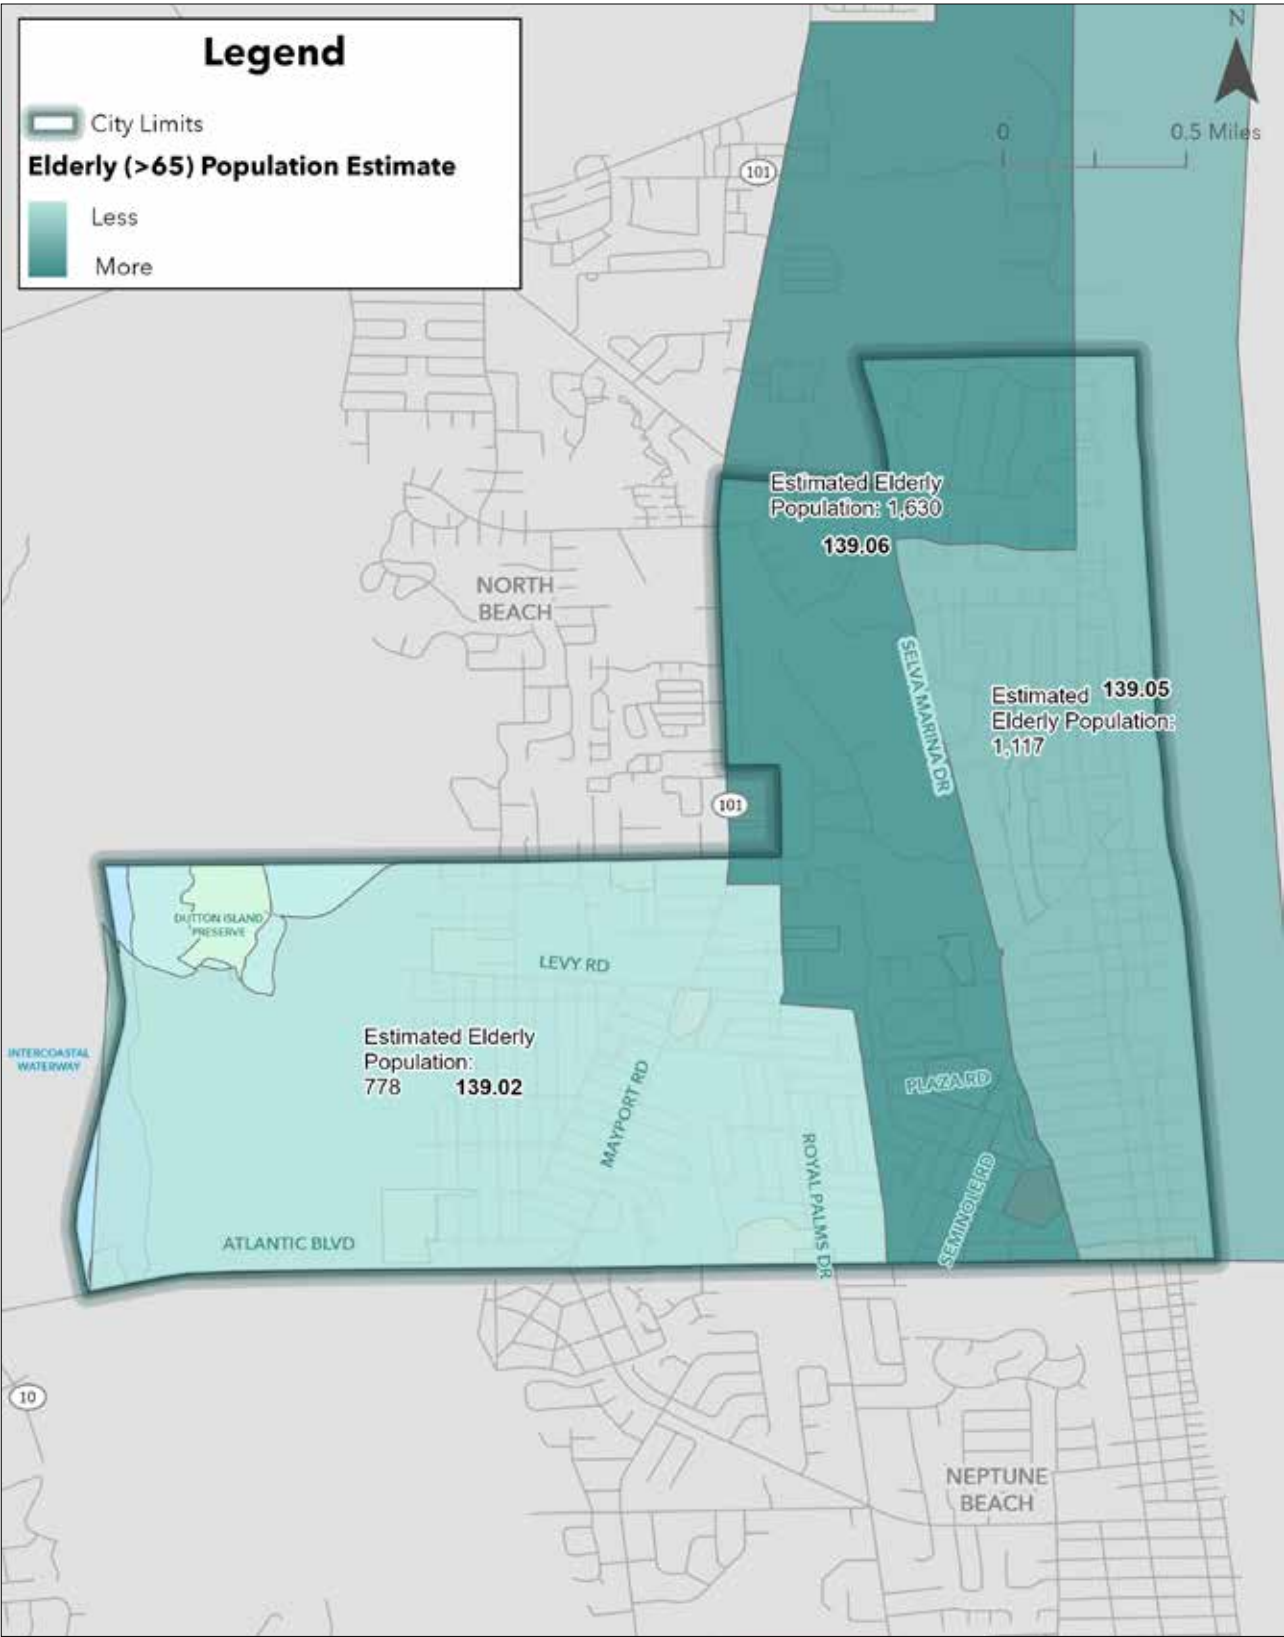 Legend
City Limits
Elderly (>65) Population Estimate
Less
More
N
0 0.5 Miles
101
Estimated Elderly
Population: 1,630
139.06
NORTH
BEACH
SELVA MARINA DR
Estimated 139.05
Elderly Population:
1,117
101
DUTTON ISLAND
PRESERVE
LEVY RD
INTERCOASTAL
WATERWAY
Estimated Elderly
Population:
778 139.02
MAYPORT RD
PLAZA RD
ROYAL PALMS DR
SEMINOLE RD
ATLANTIC BLVD
10
NEPTUNE
BEACH